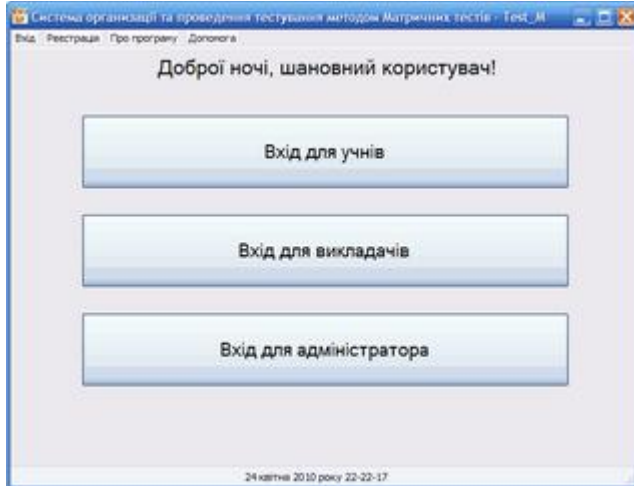 Система организації та проведення тестування методом Матричних тестів - Test_M
Вхід Реєстрація Про програму Допомога
Доброї ночі, шановний користувач!
Вхід для учнів
Вхід для викладачів
Вхід для адміністратора
24 квітня 2010 року 22-22-17